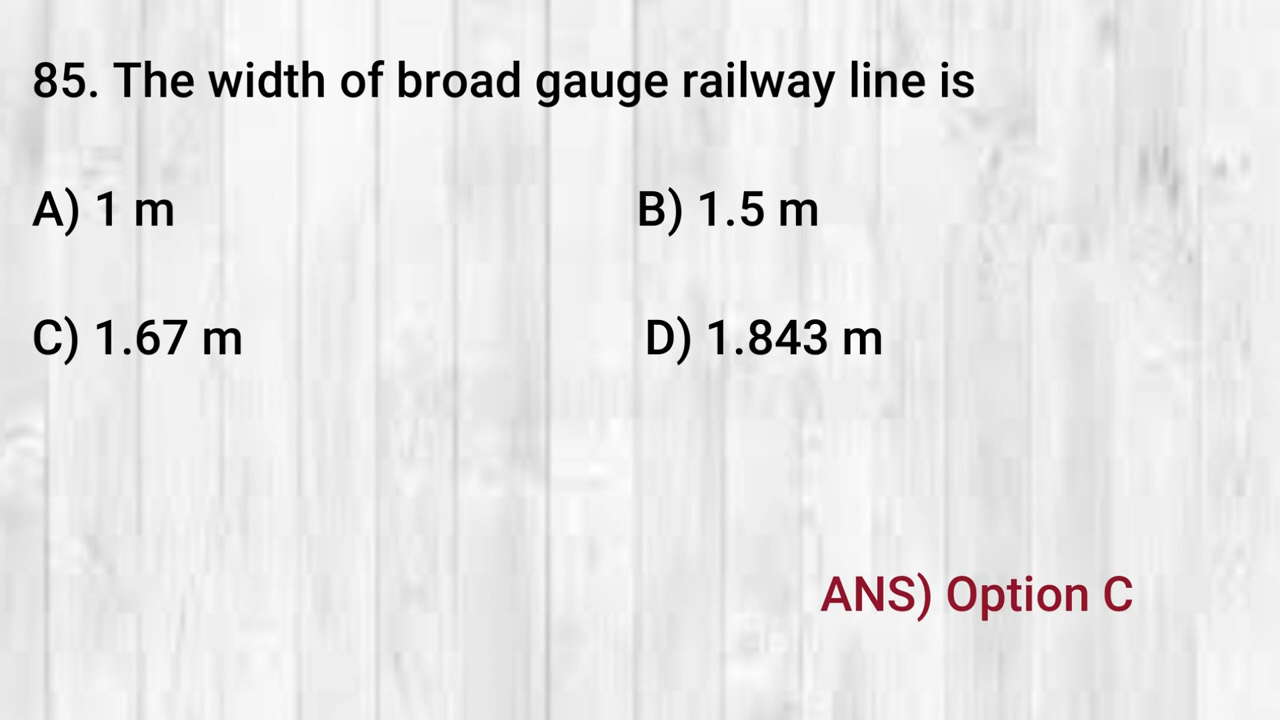 85. The width of broad gauge railway line is
A) 1 m B) 1.5 m
C) 1.67 m D) 1.843 m
ANS) Option C